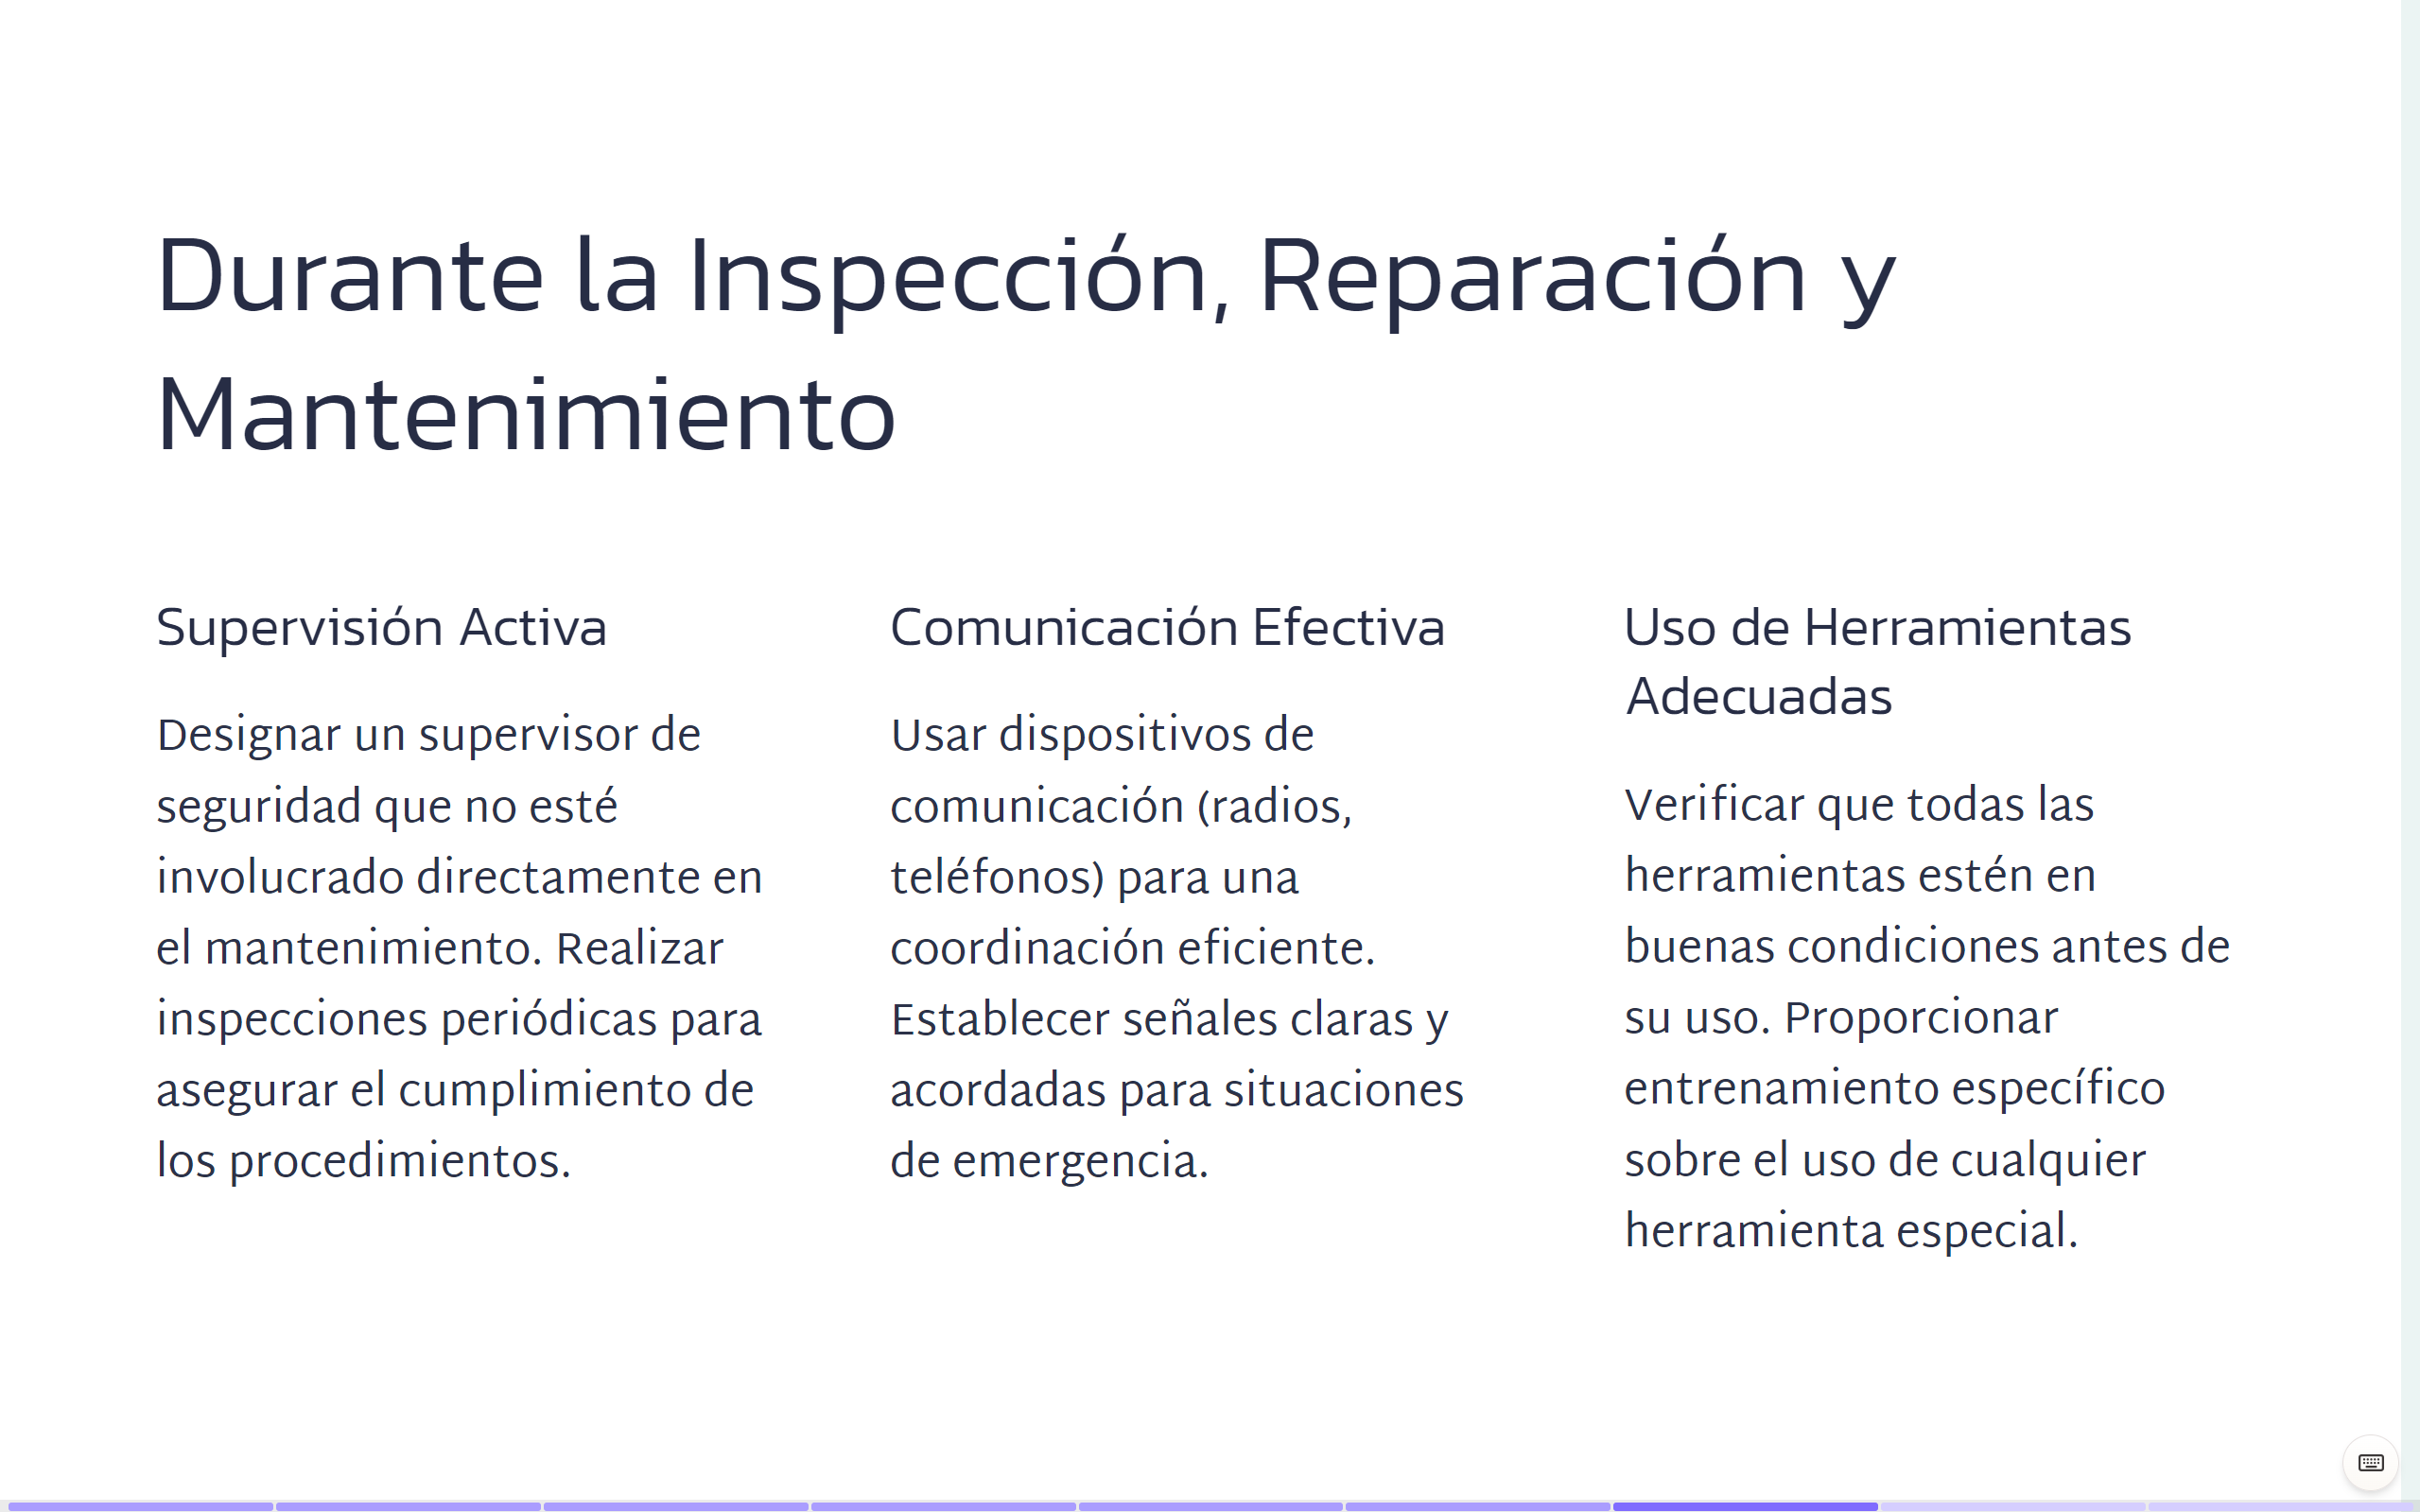 Durante la Inspección, Reparación y
Mantenimiento
Supervisión Activa
Designar un supervisor de
seguridad que no esté
involucrado directamente en
el mantenimiento. Realizar
inspecciones periódicas para
asegurar el cumplimiento de
los procedimientos.
Comunicación Efectiva
Usar dispositivos de
comunicación (radios,
teléfonos) para una
coordinación eficiente.
Establecer señales claras y
acordadas para situaciones
de emergencia.
Uso de Herramientas
Adecuadas
Verificar que todas las
herramientas estén en
buenas condiciones antes de
su uso. Proporcionar
entrenamiento específico
sobre el uso de cualquier
herramienta especial.